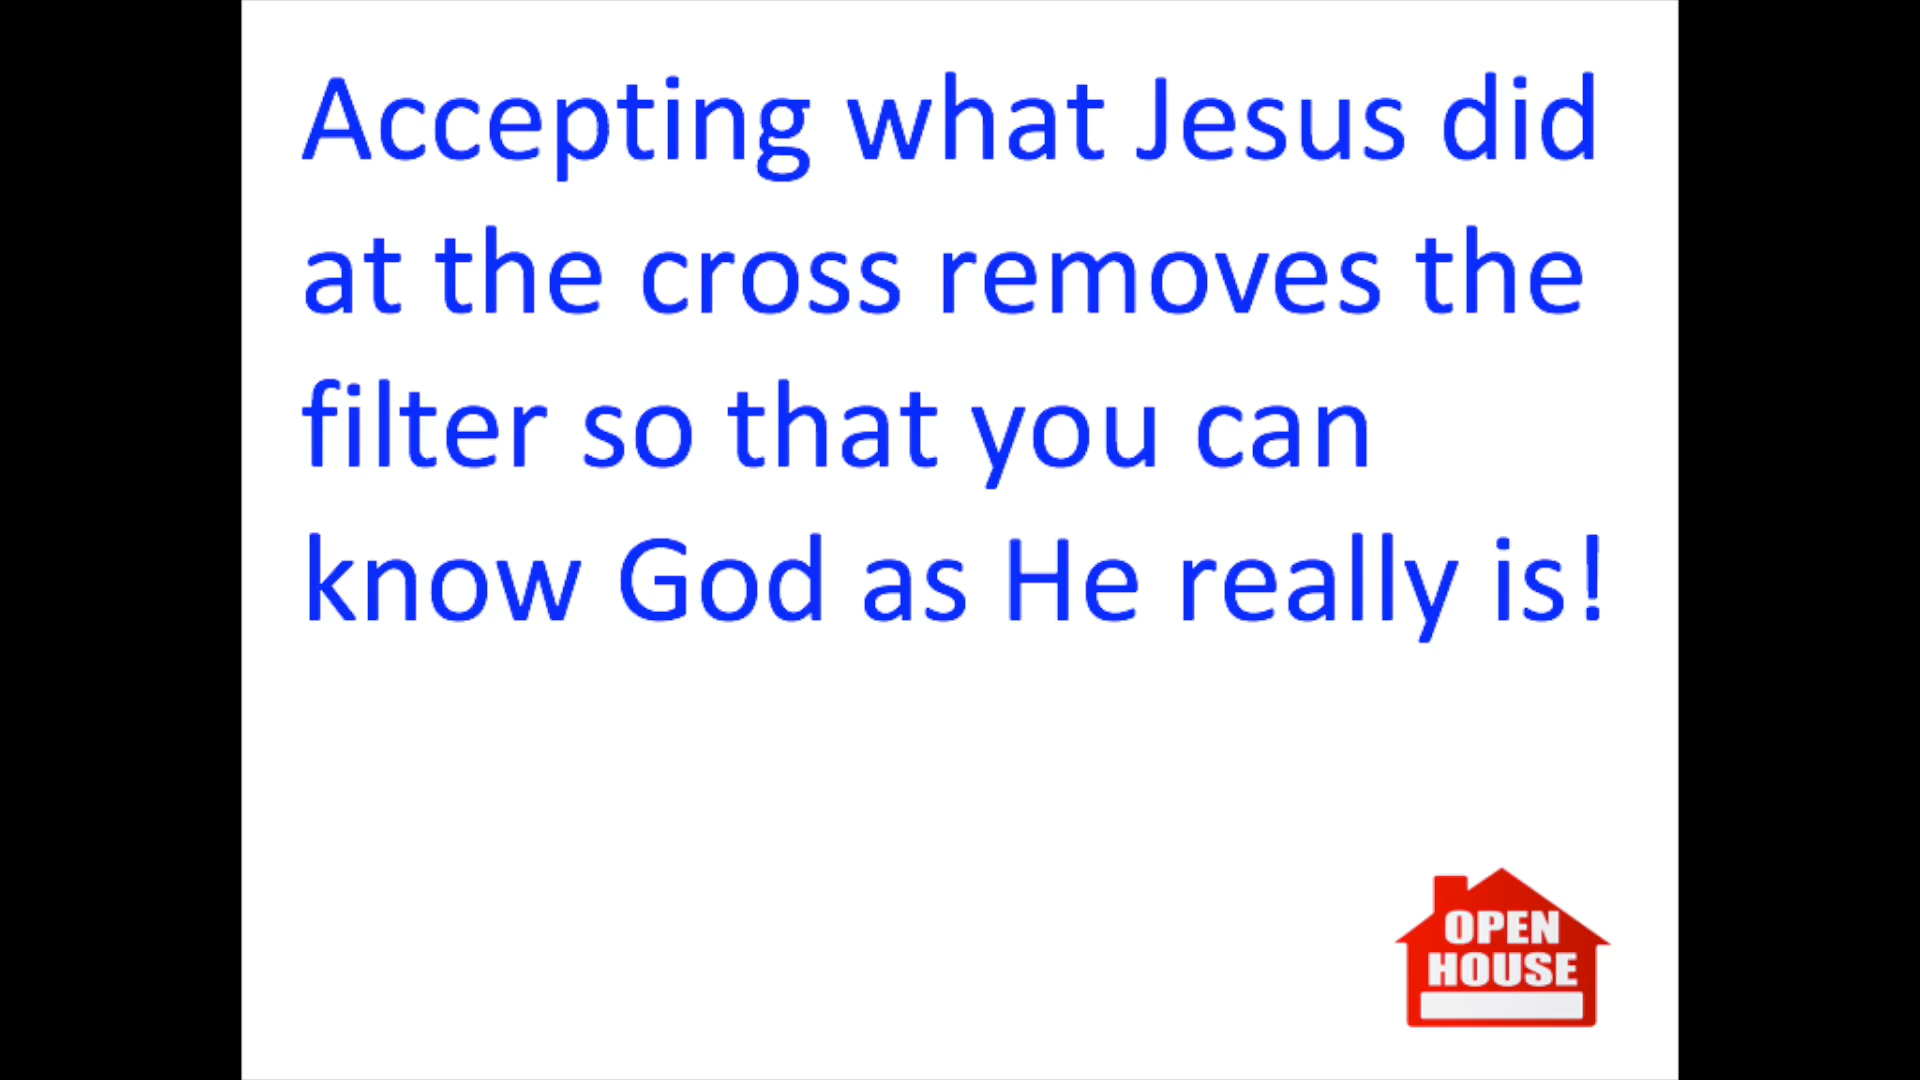 Accepting what Jesus did
at the cross removes the
filter so that you can
know God as He really is!
OPEN
HOUSE